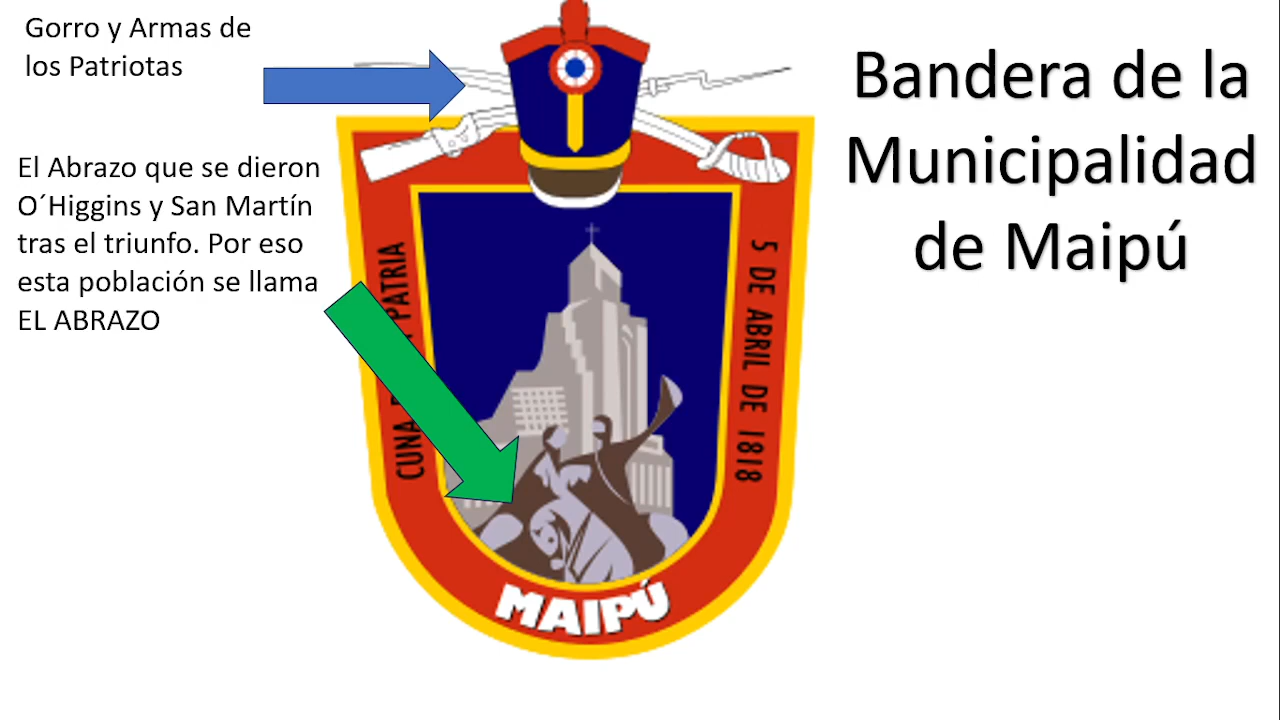 Gorro y Armas de
los Patriotas
El Abrazo que se dieron
O´Higgins y San Martín
tras el triunfo. Por eso
esta población se llama
EL ABRAZO
Bandera de la
Municipalidad
de Maipú
CUNA PATRIA
5 DE ABRIL DE 1818
MAIPÚ